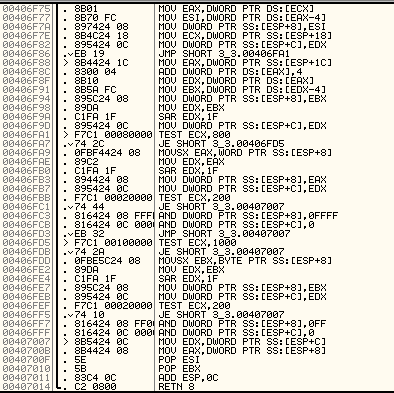 00406F75 . 8B01 MOV EAX,DWORD PTR DS:[ECX]
00406F77 . 8B70 FC MOV ESI,DWORD PTR DS:[EAX-4]
00406F7A . 897424 08 MOV DWORD PTR SS:[ESP+8],ESI
00406F7E . 8B4C24 18 MOV ECX,DWORD PTR SS:[ESP+18]
00406F82 . 895424 0C MOV DWORD PTR SS:[ESP+C],EDX
00406F86 . EB 19 JMP SHORT 3_3.00406FA1
00406F88 > 8B4424 1C MOV EAX,DWORD PTR SS:[ESP+1C]
00406F8C . 8300 04 ADD DWORD PTR DS:[EAX],4
00406F8F . 8B10 MOV EDX,DWORD PTR DS:[EAX]
00406F91 . 8B5A FC MOV EBX,DWORD PTR DS:[EDX-4]
00406F94 . 895C24 08 MOV DWORD PTR SS:[ESP+8],EBX
00406F98 . 89DA MOV EDX,EBX
00406F9A . C1FA 1F SAR EDX,1F
00406F9D . 895424 0C MOV DWORD PTR SS:[ESP+C],EDX
00406FA1 > F7C1 00080000 TEST ECX,800
00406FA7 . 74 2C JE SHORT 3_3.00406FD5
00406FA9 . 0FBF4424 08 MOVSX EAX,WORD PTR SS:[ESP+8]
00406FAE . 89C2 MOV EDX,EAX
00406FB0 . C1FA 1F SAR EDX,1F
00406FB3 . 894424 08 MOV DWORD PTR SS:[ESP+8],EAX
00406FB7 . 895424 0C MOV DWORD PTR SS:[ESP+C],EDX
00406FBB . F7C1 00020000 TEST ECX,200
00406FC1 . 74 44 JE SHORT 3_3.00407007
00406FC3 . 816424 08 FFFF AND DWORD PTR SS:[ESP+8],0FFFF
00406FCB . 816424 0C 0000 AND DWORD PTR SS:[ESP+C],0
00406FD3 . EB 32 JMP SHORT 3_3.00407007
00406FD5 > F7C1 00100000 TEST ECX,1000
00406FDB . 74 2A JE SHORT 3_3.00407007
00406FDD . 0FBE5C24 08 MOVSX EBX,BYTE PTR SS:[ESP+8]
00406FE2 . 89DA MOV EDX,EBX
00406FE4 . C1FA 1F SAR EDX,1F
00406FE7 . 895C24 08 MOV DWORD PTR SS:[ESP+8],EBX
00406FEB . 895424 0C MOV DWORD PTR SS:[ESP+C],EDX
00406FEF . F7C1 00020000 TEST ECX,200
00406FF5 . 74 10 JE SHORT 3_3.00407007
00406FF7 . 816424 08 FF00 AND DWORD PTR SS:[ESP+8],0FF
00406FFF . 816424 0C 0000 AND DWORD PTR SS:[ESP+C],0
00407007 > 8B5424 0C MOV EDX,DWORD PTR SS:[ESP+C]
0040700B . 8B4424 08 MOV EAX,DWORD PTR SS:[ESP+8]
0040700F . 5E POP ESI
00407010 . 5B POP EBX
00407011 . 83C4 0C ADD ESP,0C
00407014 . C2 0800 RETN 8